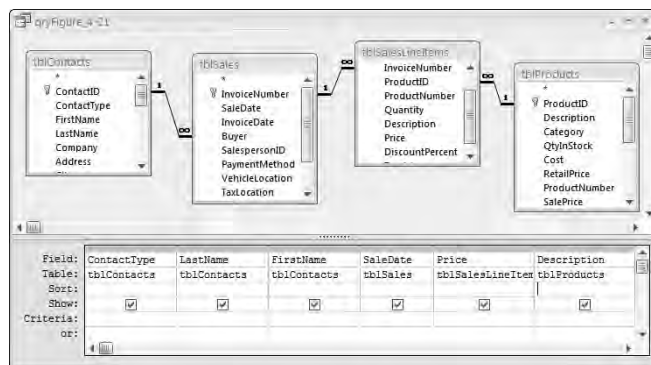 qryFigure_4-21
tblContacts
*
ContactID
ContactType
FirstName
LastName
Company
Address
1
∞
tblSales
*
InvoiceNumber
SaleDate
InvoiceDate
Buyer
SalespersonID
PaymentMethod
VehicleLocation
TaxLocation
1
∞
tblSalesLineItems
InvoiceNumber
ProductID
ProductNumber
Quantity
Description
Price
DiscountPercent
∞
1
tblProducts
*
ProductID
Description
Category
QtyInStock
Cost
RetailPrice
ProductNumber
SalePrice
Field: ContactType LastName FirstName SaleDate Price Description
Table: tblContacts tblContacts tblContacts tblSales tblSalesLineItem tblProducts
Sort:
Show:
Criteria:
or: